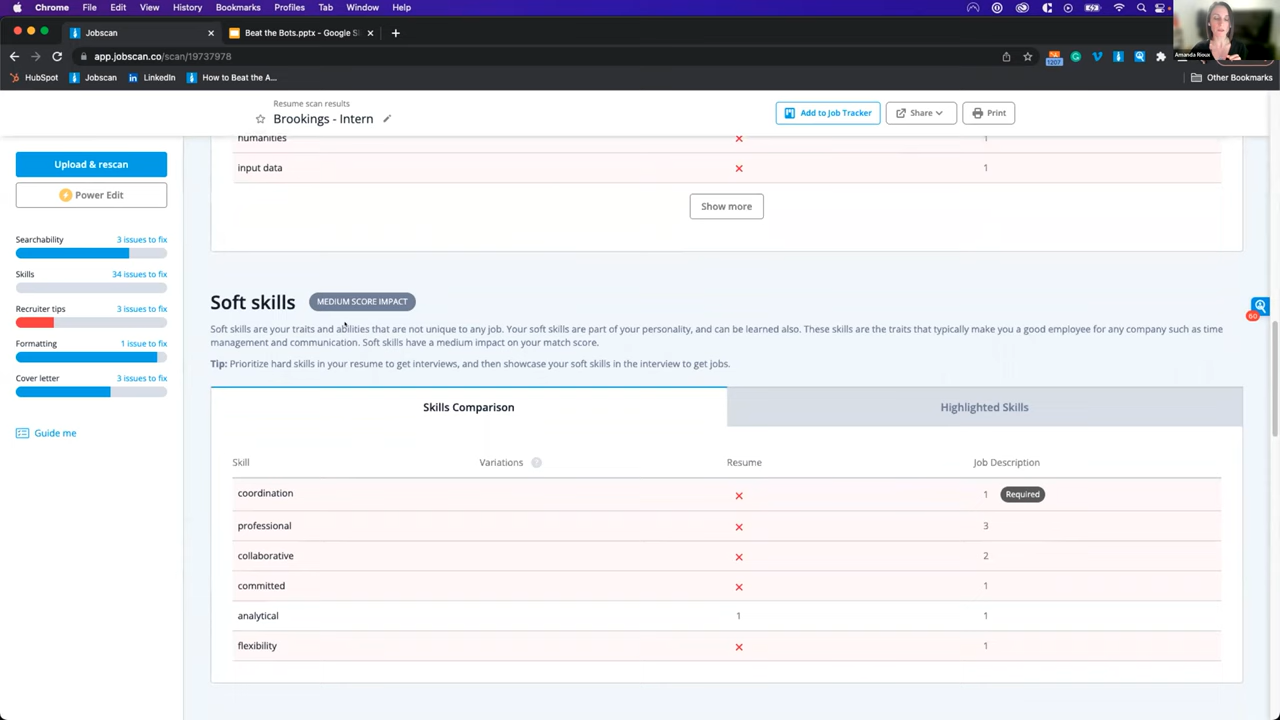 Chrome File Edit View History Bookmarks Profiles Tab Window Help
Jobscan
Beat the Bots.pptx - Google S
app.jobscan.co/scan/19737978
1207
HubSpot Jobscan LinkedIn How to Beat the A... Other Bookmarks
Amanda Rioux
Resume scan results
Brookings - Intern
Add to Job Tracker Share Print
Upload & rescan
Power Edit
Searchability 3 issues to fix
Skills 34 issues to fix
Recruiter tips 3 issues to fix
Formatting 1 issue to fix
Cover letter 3 issues to fix
Guide me
humanities 1
input data 1
Show more
Soft skills MEDIUM SCORE IMPACT
Soft skills are your traits and abilities that are not unique to any job. Your soft skills are part of your personality, and can be learned also. These skills are the traits that typically make you a good employee for any company such as time
management and communication. Soft skills have a medium impact on your match score.
Tip: Prioritize hard skills in your resume to get interviews, and then showcase your soft skills in the interview to get jobs.
Skills Comparison Highlighted Skills
Skill Variations ? Resume Job Description
coordination 1 Required
professional 3
collaborative 2
committed 1
analytical 1 1
flexibility 1
60